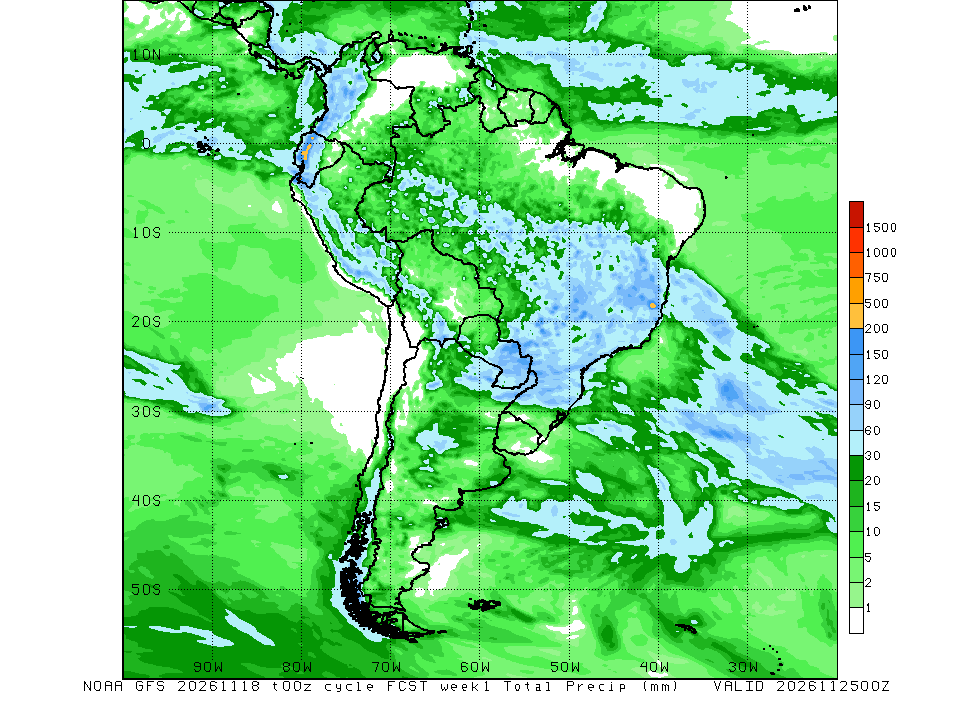 10N
0
10S
20S
30S
40S
50S
90W 80W 70W 60W 50W 40W 30W
1500
1000
750
500
200
150
120
90
60
30
20
15
10
5
2
1
NOAA GFS 20261118 t00z cycle FCST week1 Total Precip (mm) VALID 2026112500Z